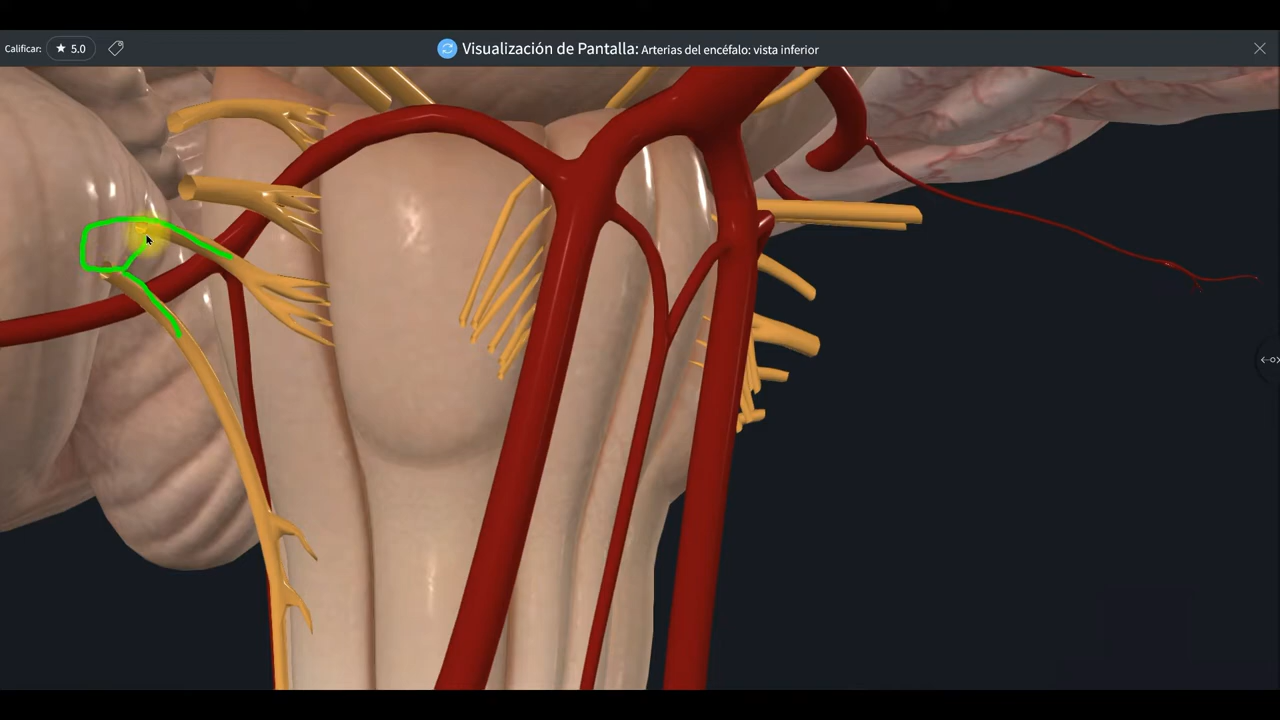 Calificar: ★ 5.0
Visualización de Pantalla: Arterias del encéfalo: vista inferior